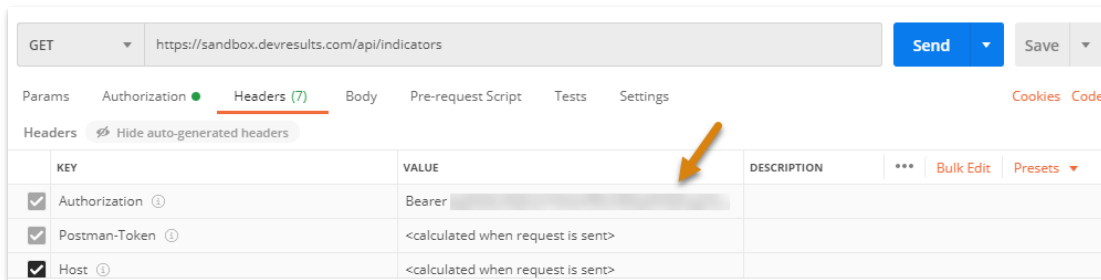 GET https://sandbox.devresults.com/api/indicators Send Save
Params Authorization Headers (7) Body Pre-request Script Tests Settings Cookies Code
Headers Hide auto-generated headers
KEY VALUE DESCRIPTION ••• Bulk Edit Presets
Authorization Bearer
Postman-Token <calculated when request is sent>
Host <calculated when request is sent>